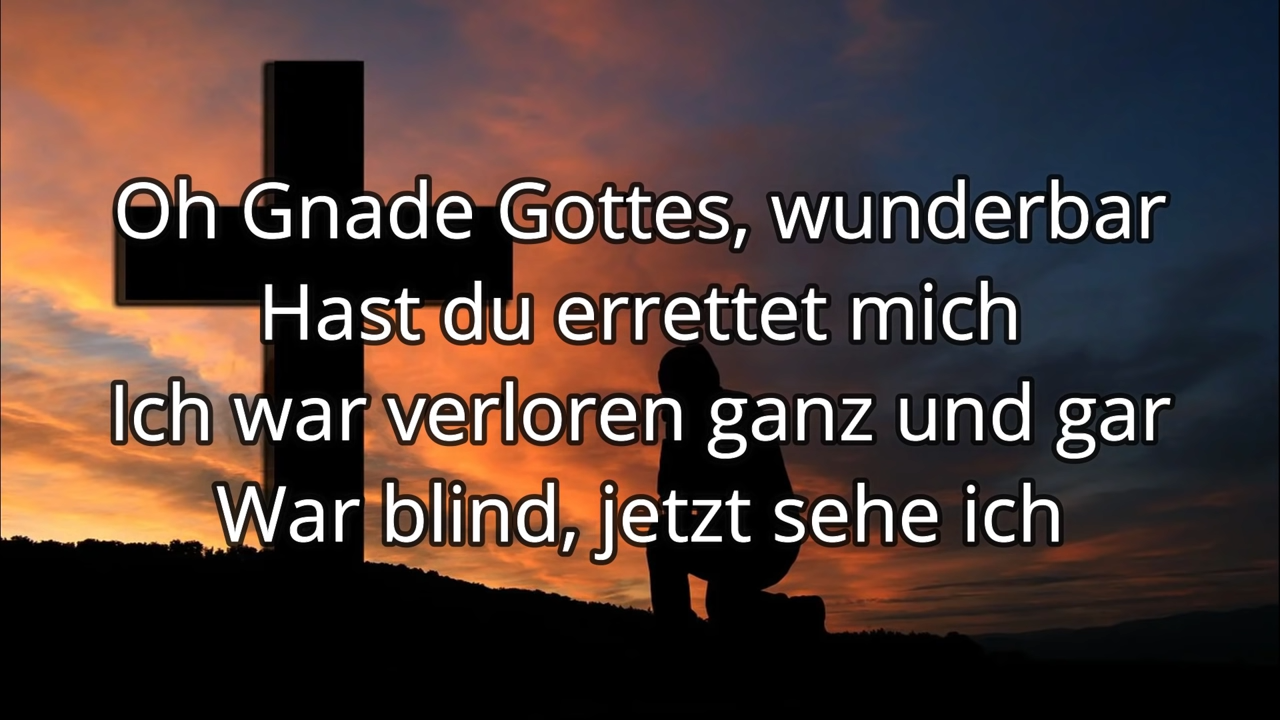 Oh Gnade Gottes, wunderbar
Hast du errettet mich
Ich war verloren ganz und gar
War blind, jetzt sehe ich